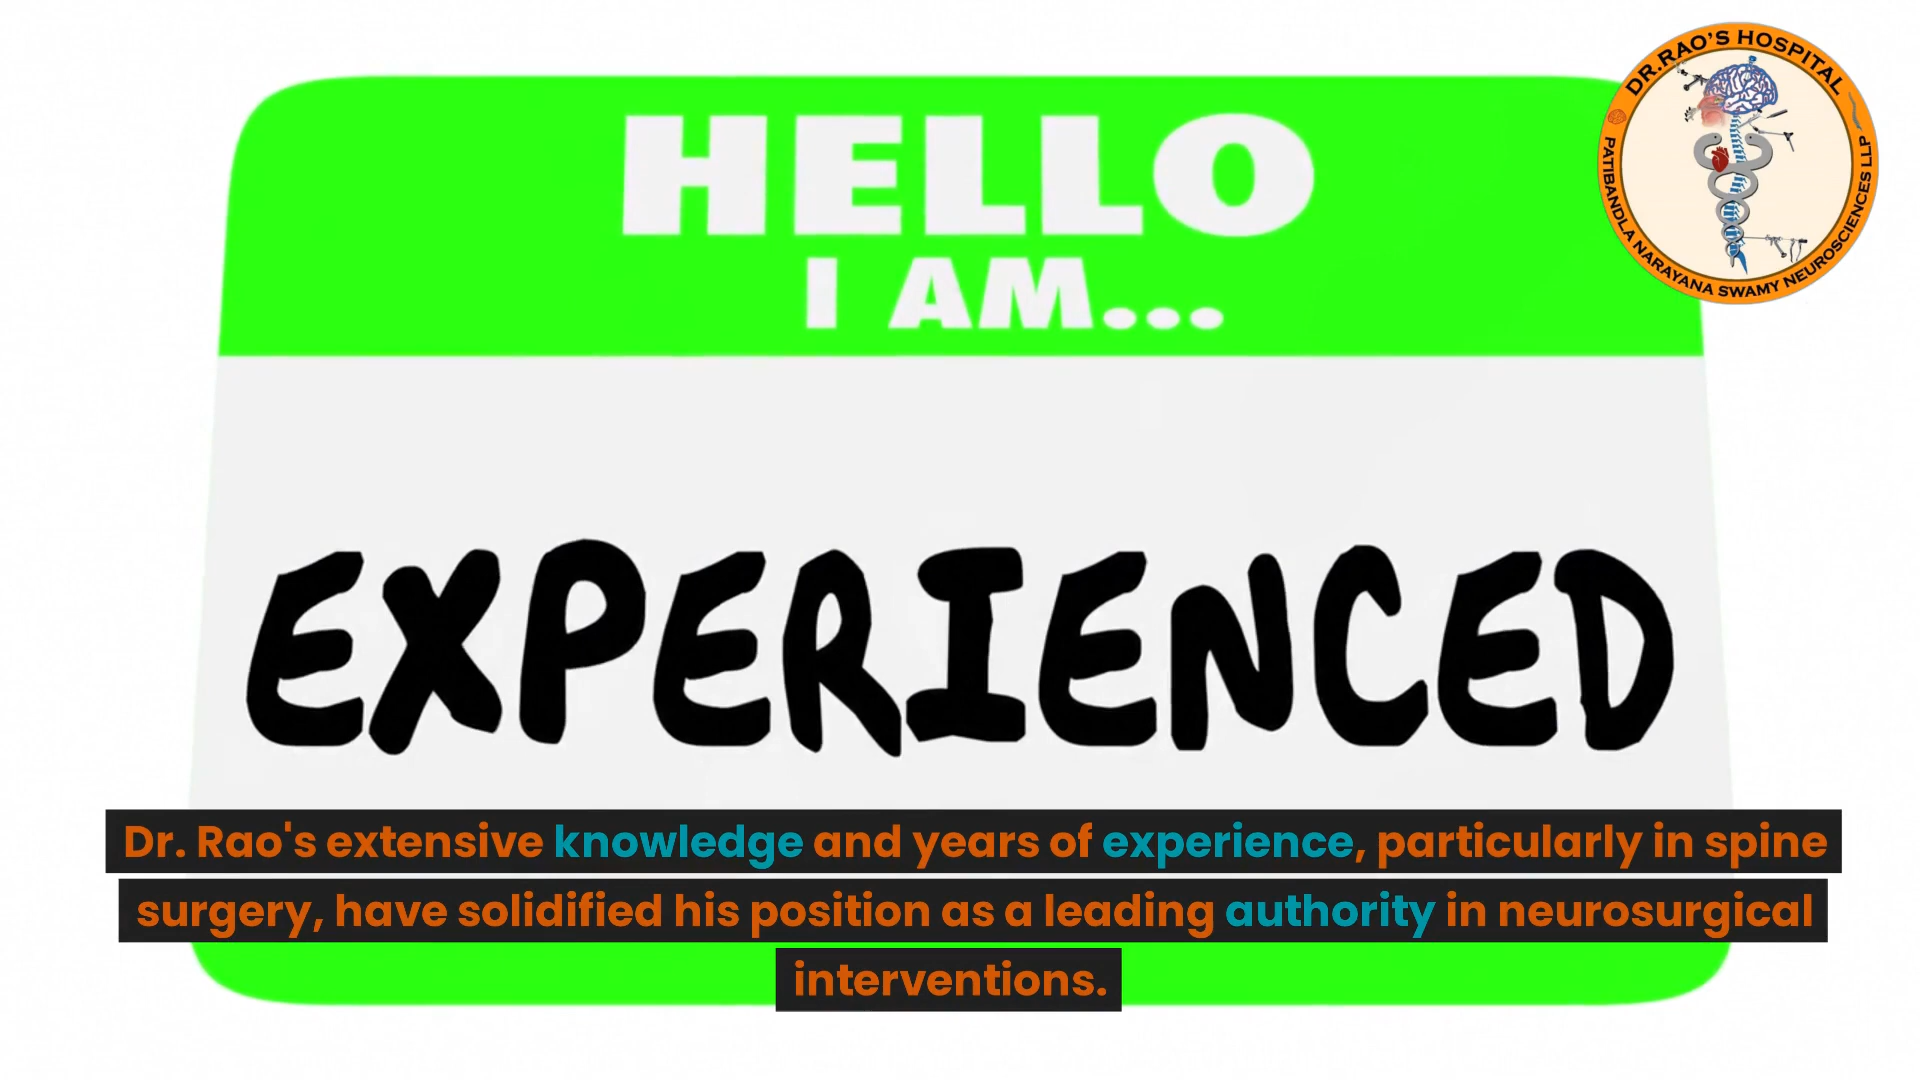 HELLO
I AM...
DR.RAO'S HOSPITAL
PATIBANDLA NARAYANA SWAMY NEUROSCIENCES LLP
EXPERIENCED
Dr. Rao's extensive knowledge and years of experience, particularly in spine
surgery, have solidified his position as a leading authority in neurosurgical
interventions.